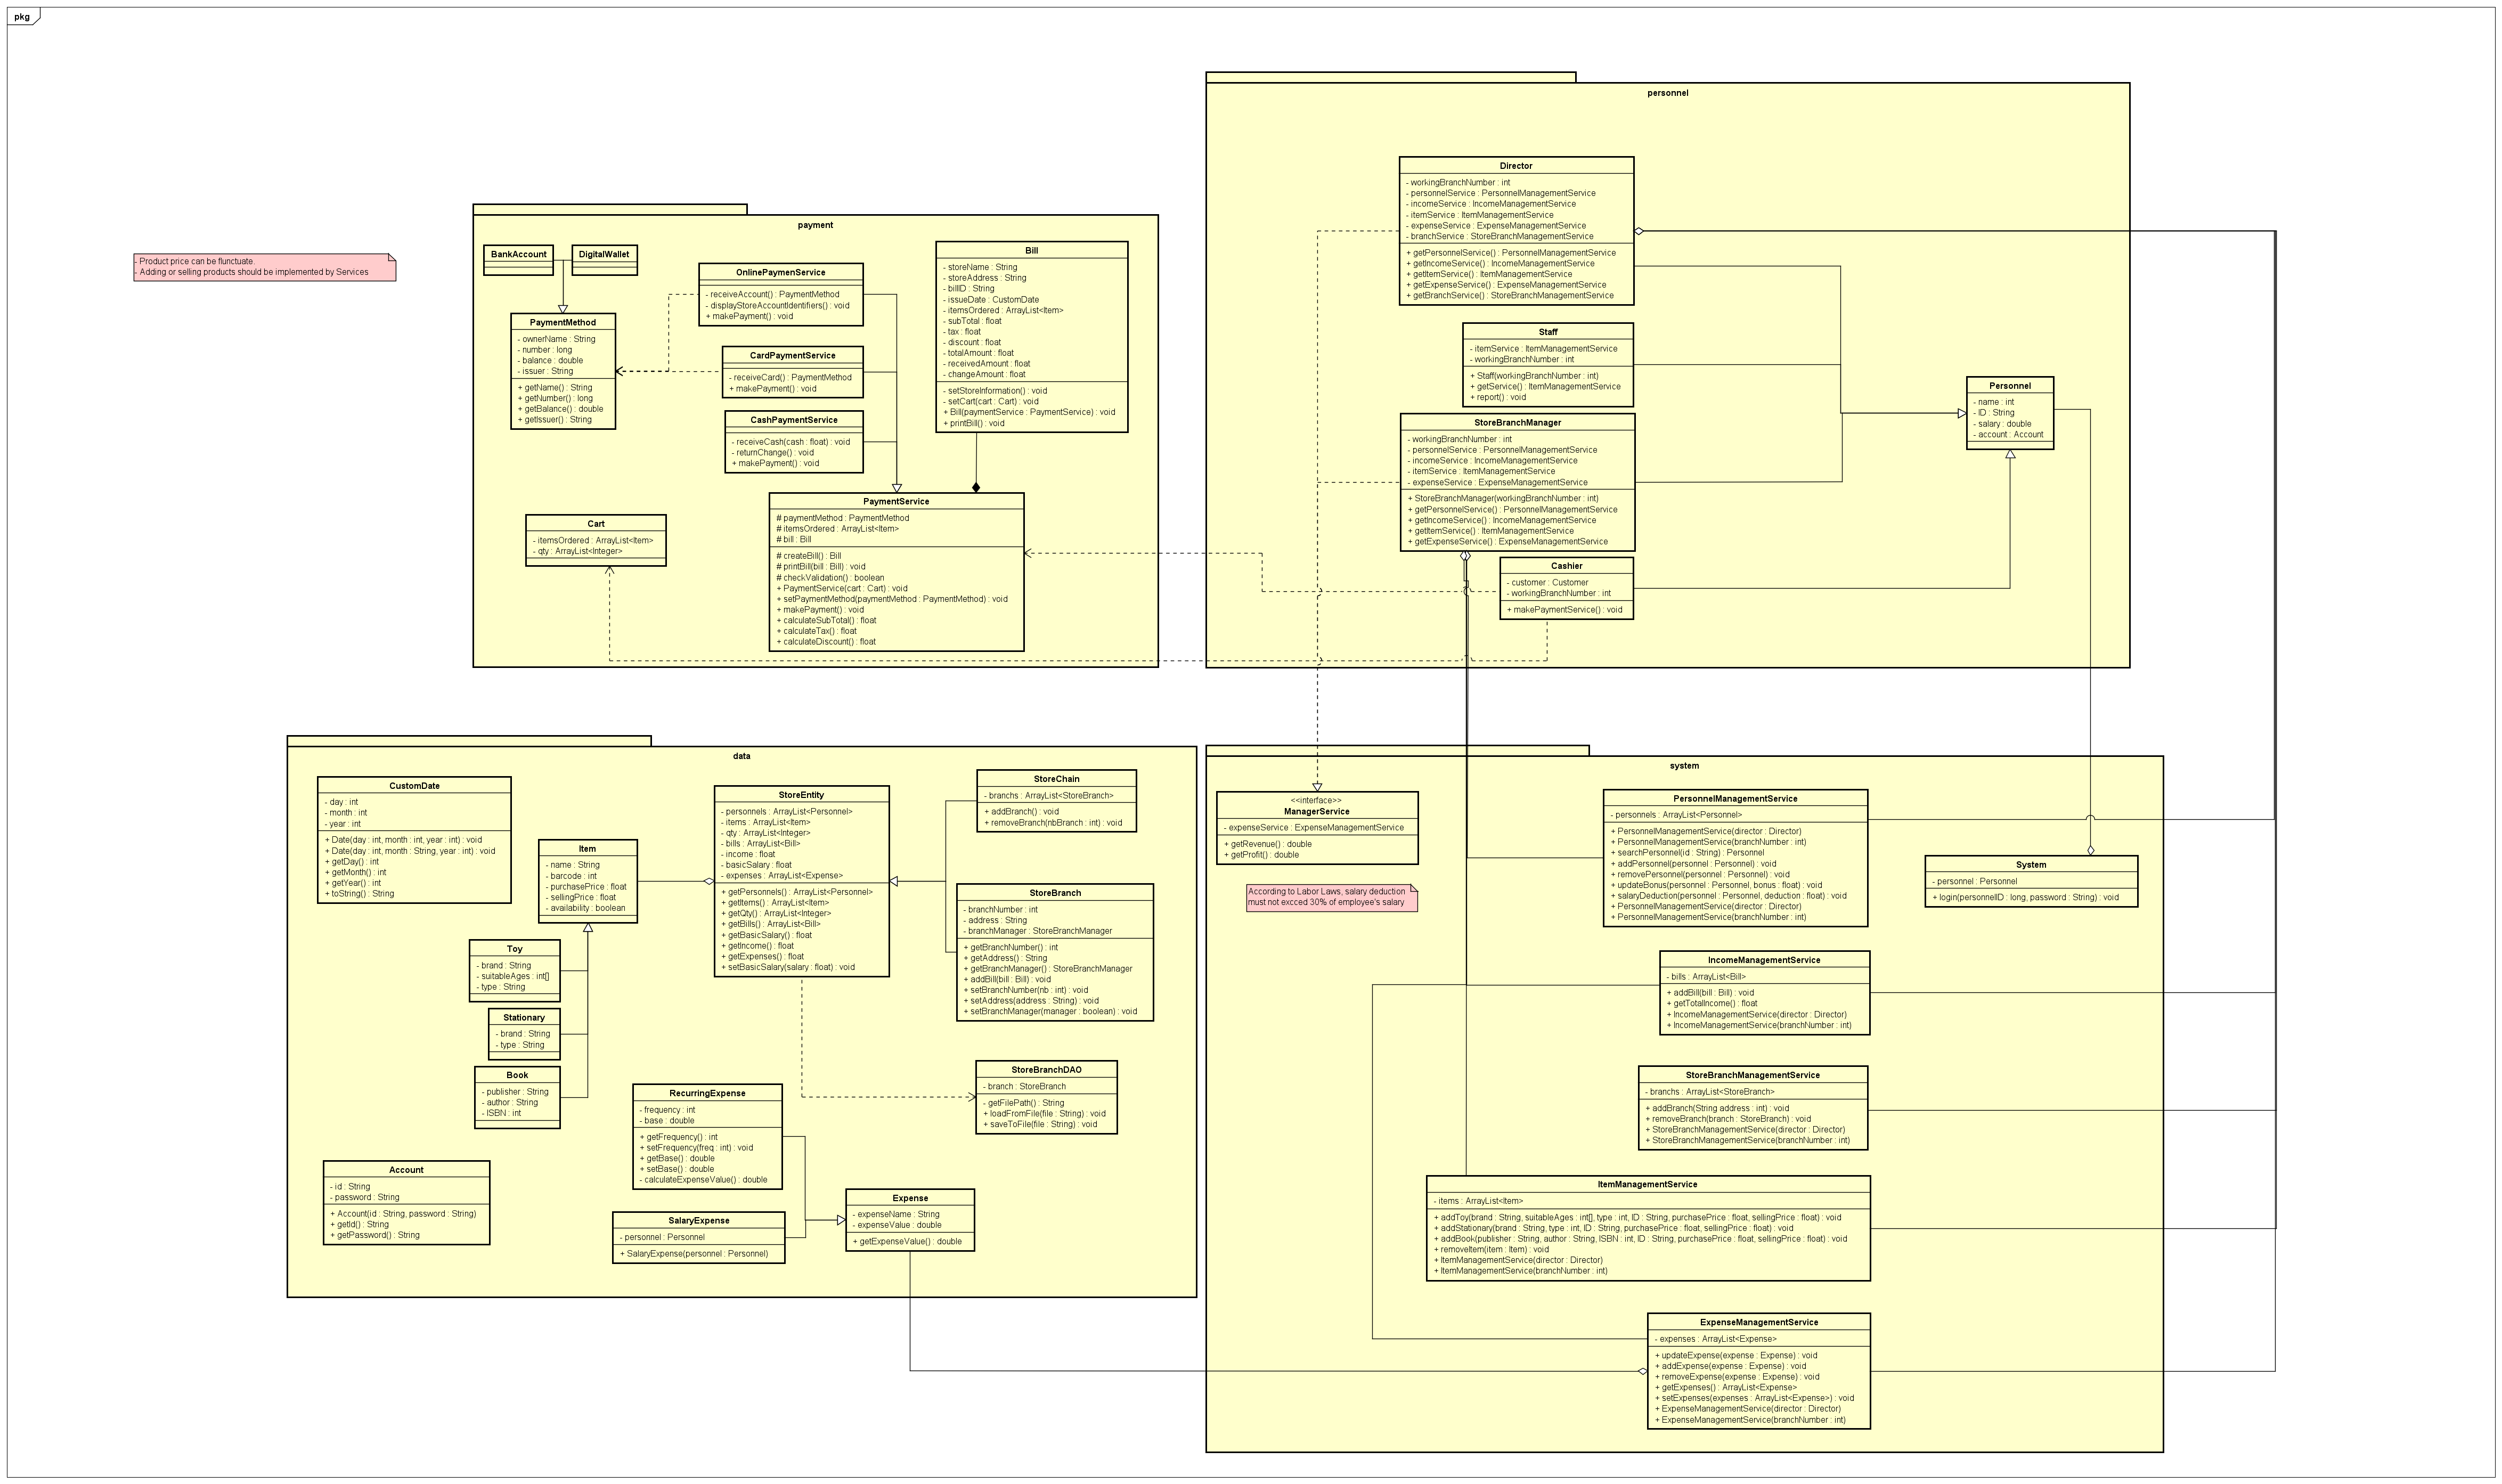 pkg
- Product price can be flunctuate.
- Adding or selling products should be implemented by Services
payment
BankAccount
DigitalWallet
PaymentMethod
- ownerName : String
- number : long
- balance : double
- issuer : String
+ getName() : String
+ getNumber() : long
+ getBalance() : double
+ getIssuer() : String
OnlinePaymenService
- receiveAccount() : PaymentMethod
- displayStoreAccountIdentifiers() : void
+ makePayment() : void
CardPaymentService
- receiveCard() : PaymentMethod
+ makePayment() : void
CashPaymentService
- receiveCash(cash : float) : void
- returnChange() : void
+ makePayment() : void
Bill
- storeName : String
- storeAddress : String
- billID : String
- issueDate : CustomDate
- itemsOrdered : ArrayList<Item>
- subTotal : float
- tax : float
- discount : float
- totalAmount : float
- receivedAmount : float
- changeAmount : float
- setStoreInformation() : void
- setCart(cart : Cart) : void
+ Bill(paymentService : PaymentService) : void
+ printBill() : void
Cart
- itemsOrdered : ArrayList<Item>
- qty : ArrayList<Integer>
PaymentService
# paymentMethod : PaymentMethod
# itemsOrdered : ArrayList<Item>
# bill : Bill
# createBill() : Bill
# printBill(bill : Bill) : void
# checkValidation() : boolean
+ PaymentService(cart : Cart) : void
+ setPaymentMethod(paymentMethod : PaymentMethod) : void
+ makePayment() : void
+ calculateSubTotal() : float
+ calculateTax() : float
+ calculateDiscount() : float
personnel
Director
- workingBranchNumber : int
- personnelService : PersonnelManagementService
- incomeService : IncomeManagementService
- itemService : ItemManagementService
- expenseService : ExpenseManagementService
- branchService : StoreBranchManagementService
+ getPersonnelService() : PersonnelManagementService
+ getIncomeService() : IncomeManagementService
+ getItemService() : ItemManagementService
+ getExpenseService() : ExpenseManagementService
+ getBranchService() : StoreBranchManagementService
Staff
- itemService : ItemManagementService
- workingBranchNumber : int
+ Staff(workingBranchNumber : int)
+ getService() : ItemManagementService
+ report() : void
StoreBranchManager
- workingBranchNumber : int
- personnelService : PersonnelManagementService
- incomeService : IncomeManagementService
- itemService : ItemManagementService
- expenseService : ExpenseManagementService
+ StoreBranchManager(workingBranchNumber : int)
+ getPersonnelService() : PersonnelManagementService
+ getIncomeService() : IncomeManagementService
+ getItemService() : ItemManagementService
+ getExpenseService() : ExpenseManagementService
Cashier
- customer : Customer
- workingBranchNumber : int
+ makePaymentService() : void
Personnel
- name : int
- ID : String
- salary : double
- account : Account
data
CustomDate
- day : int
- month : int
- year : int
+ Date(day : int, month : int, year : int) : void
+ Date(day : int, month : String, year : int) : void
+ getDay() : int
+ getMonth() : int
+ getYear() : int
+ toString() : String
Item
- name : String
- barcode : int
- purchasePrice : float
- sellingPrice : float
- availability : boolean
Toy
- brand : String
- suitableAges : int[]
- type : String
Stationary
- brand : String
- type : String
Book
- publisher : String
- author : String
- ISBN : int
Account
- id : String
- password : String
+ Account(id : String, password : String)
+ getId() : String
+ getPassword() : String
StoreEntity
- personnels : ArrayList<Personnel>
- items : ArrayList<Item>
- qty : ArrayList<Integer>
- bills : ArrayList<Bill>
- income : float
- basicSalary : float
- expenses : ArrayList<Expense>
+ getPersonnels() : ArrayList<Personnel>
+ getItems() : ArrayList<Item>
+ getQty() : ArrayList<Integer>
+ getBills() : ArrayList<Bill>
+ getBasicSalary() : float
+ getIncome() : float
+ getExpenses() : float
+ setBasicSalary(salary : float) : void
StoreChain
- branchs : ArrayList<StoreBranch>
+ addBranch() : void
+ removeBranch(nbBranch : int) : void
StoreBranch
- branchNumber : int
- address : String
- branchManager : StoreBranchManager
+ getBranchNumber() : int
+ getAddress() : String
+ getBranchManager() : StoreBranchManager
+ addBill(bill : Bill) : void
+ setBranchNumber(nb : int) : void
+ setAddress(address : String) : void
+ setBranchManager(manager : boolean) : void
StoreBranchDAO
- branch : StoreBranch
- getFilePath() : String
+ loadFromFile(file : String) : void
+ saveToFile(file : String) : void
RecurringExpense
- frequency : int
- base : double
+ getFrequency() : int
+ setFrequency(freq : int) : void
+ getBase() : double
+ setBase() : double
- calculateExpenseValue() : double
SalaryExpense
- personnel : Personnel
+ SalaryExpense(personnel : Personnel)
Expense
- expenseName : String
- expenseValue : double
+ getExpenseValue() : double
system
<<interface>>
ManagerService
- expenseService : ExpenseManagementService
+ getRevenue() : double
+ getProfit() : double
According to Labor Laws, salary deduction
must not excced 30% of employee's salary
PersonnelManagementService
- personnels : ArrayList<Personnel>
+ PersonnelManagementService(director : Director)
+ PersonnelManagementService(branchNumber : int)
+ searchPersonnel(id : String) : Personnel
+ addPersonnel(personnel : Personnel) : void
+ removePersonnel(personnel : Personnel) : void
+ updateBonus(personnel : Personnel, bonus : float) : void
+ salaryDeduction(personnel : Personnel, deduction : float) : void
+ PersonnelManagementService(director : Director)
+ PersonnelManagementService(branchNumber : int)
System
- personnel : Personnel
+ login(personnelID : long, password : String) : void
IncomeManagementService
- bills : ArrayList<Bill>
+ addBill(bill : Bill) : void
+ getTotalIncome() : float
+ IncomeManagementService(director : Director)
+ IncomeManagementService(branchNumber : int)
StoreBranchManagementService
- branchs : ArrayList<StoreBranch>
+ addBranch(String address : int) : void
+ removeBranch(branch : StoreBranch) : void
+ StoreBranchManagementService(director : Director)
+ StoreBranchManagementService(branchNumber : int)
ItemManagementService
- items : ArrayList<Item>
+ addToy(brand : String, suitableAges : int[], type : int, ID : String, purchasePrice : float, sellingPrice : float) : void
+ addStationary(brand : String, type : int, ID : String, purchasePrice : float, sellingPrice : float) : void
+ addBook(publisher : String, author : String, ISBN : int, ID : String, purchasePrice : float, sellingPrice : float) : void
+ removeItem(item : Item) : void
+ ItemManagementService(director : Director)
+ ItemManagementService(branchNumber : int)
ExpenseManagementService
- expenses : ArrayList<Expense>
+ updateExpense(expense : Expense) : void
+ addExpense(expense : Expense) : void
+ removeExpense(expense : Expense) : void
+ getExpenses() : ArrayList<Expense>
+ setExpenses(expenses : ArrayList<Expense>) : void
+ ExpenseManagementService(director : Director)
+ ExpenseManagementService(branchNumber : int)